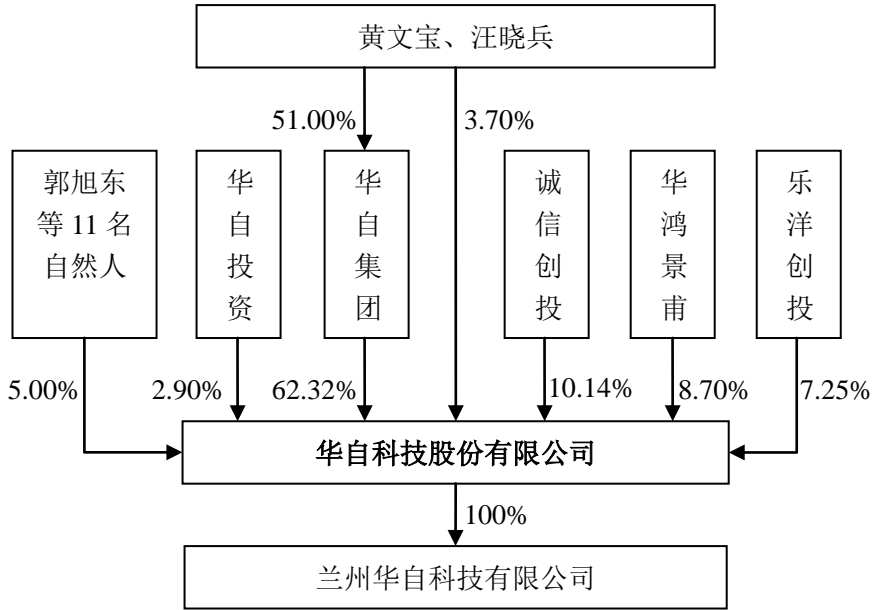 黄文宝、汪晓兵
51.00%
3.70%
郭旭东
等 11 名
自然人
华自投资
华自集团
诚信创投
华鸿景甫
乐洋创投
5.00%
2.90%
62.32%
10.14%
8.70%
7.25%
华自科技股份有限公司
100%
兰州华自科技有限公司